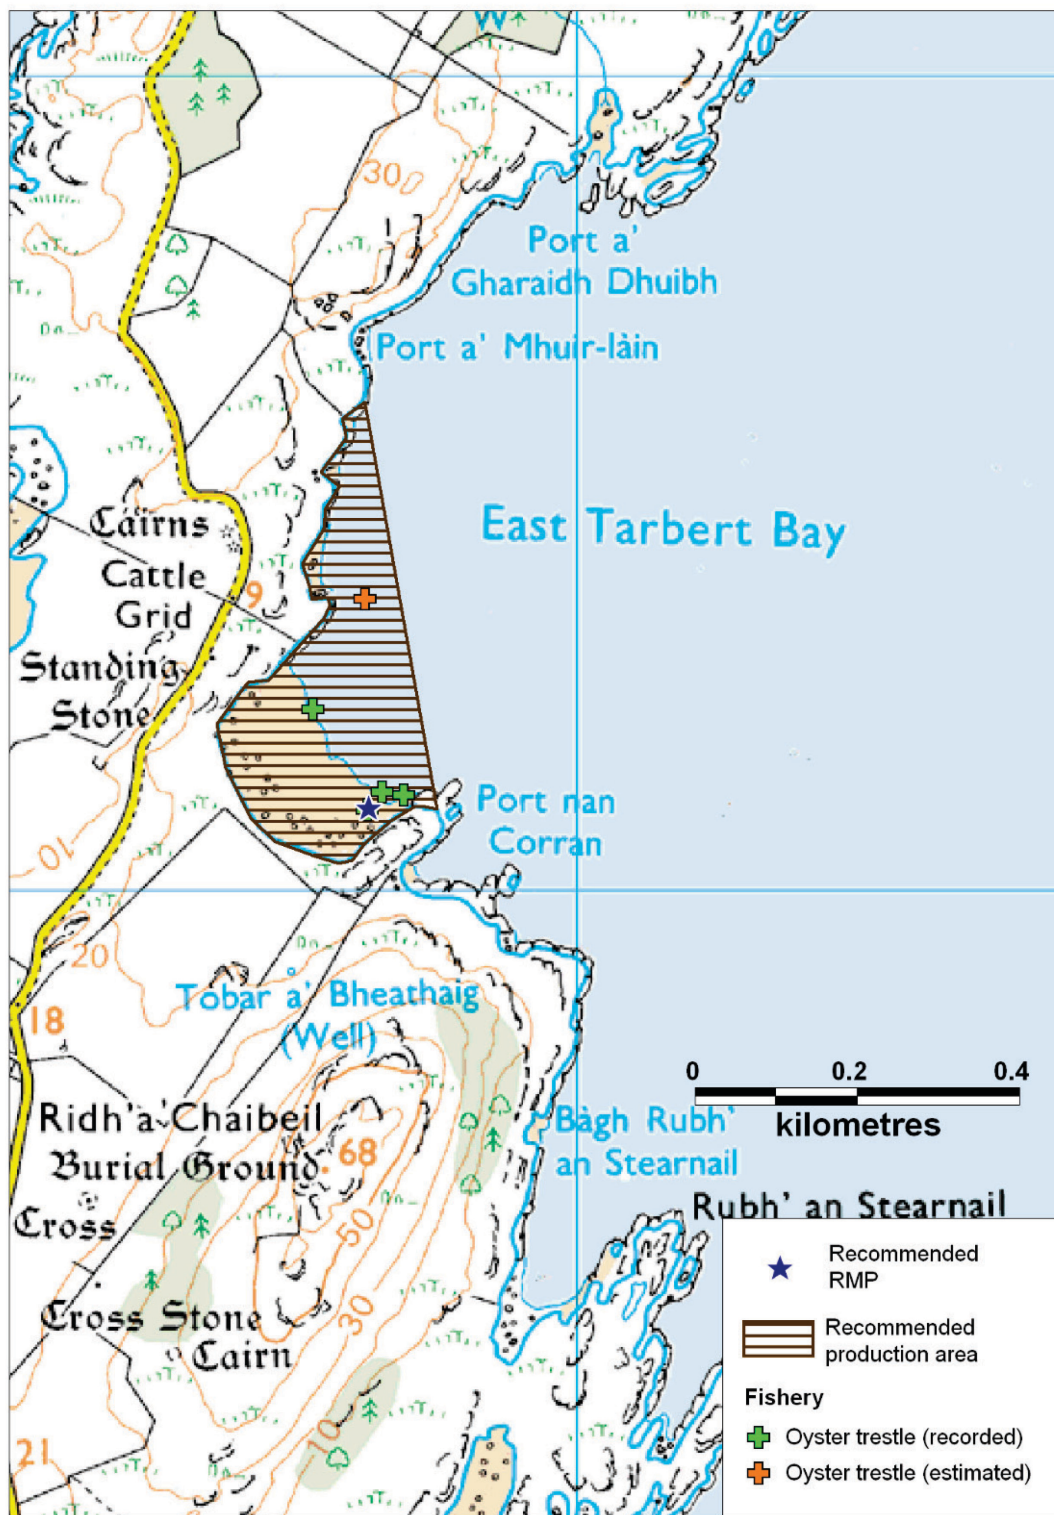 W
30
Port a'
Gharaidh Dhuibh
Port a' Mhuir-làin
East Tarbert Bay
Cairns
Cattle
Grid
9
Standing
Stone
Port nan
Corran
10
20
18
Tobar a' Bheathaig
(Well)
0
0.2
0.4
kilometres
Ridh'a'Chaibeil
Burial Ground
68
Bàgh Rubh'
an Stearnail
Rubh' an Stearnail
Cross
50
30
Cross Stone
Cairn
10
21
Recommended
RMP
Recommended
production area
Fishery
Oyster trestle (recorded)
Oyster trestle (estimated)